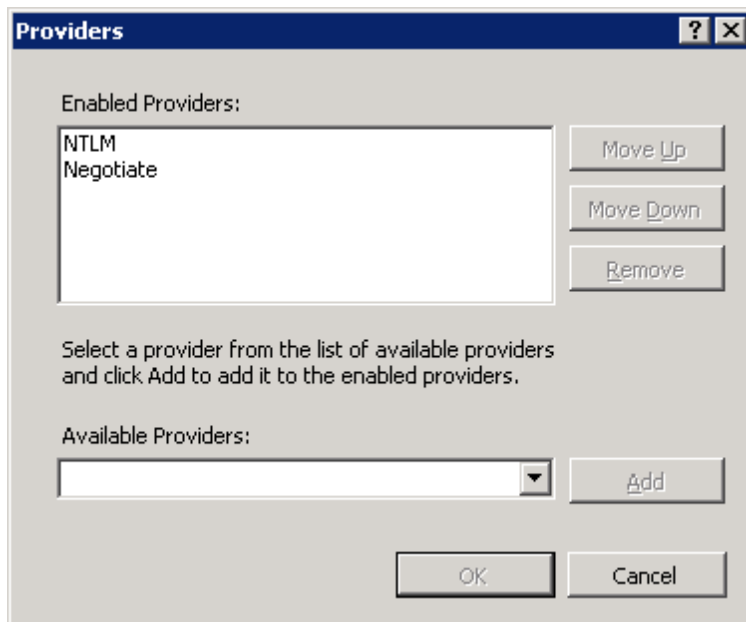 Providers
Enabled Providers:
NTLM
Negotiate
Move Up
Move Down
Remove
Select a provider from the list of available providers
and click Add to add it to the enabled providers.
Available Providers:
Add
OK
Cancel